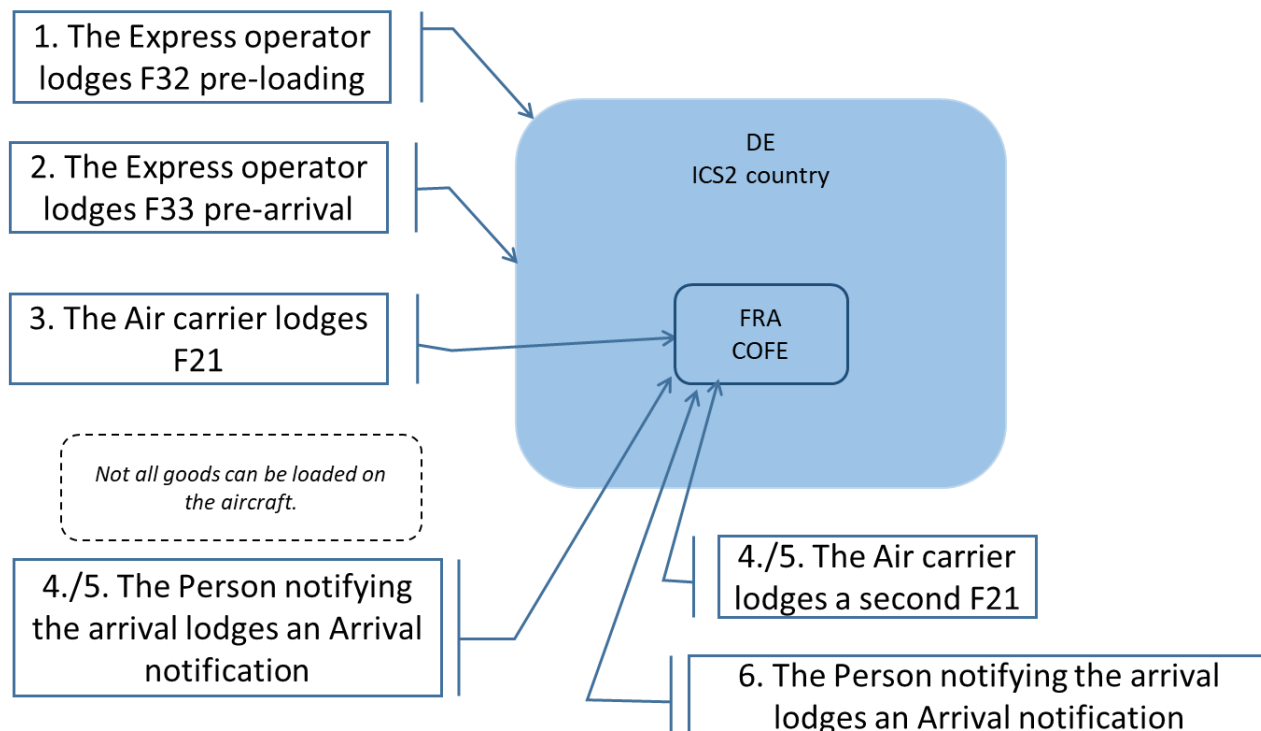 1. The Express operator
lodges F32 pre-loading
2. The Express operator
lodges F33 pre-arrival
3. The Air carrier lodges
F21
Not all goods can be loaded on
the aircraft.
4./5. The Person notifying
the arrival lodges an Arrival
notification
DE
ICS2 country
FRA
COFE
4./5. The Air carrier
lodges a second F21
6. The Person notifying the arrival
lodges an Arrival notification